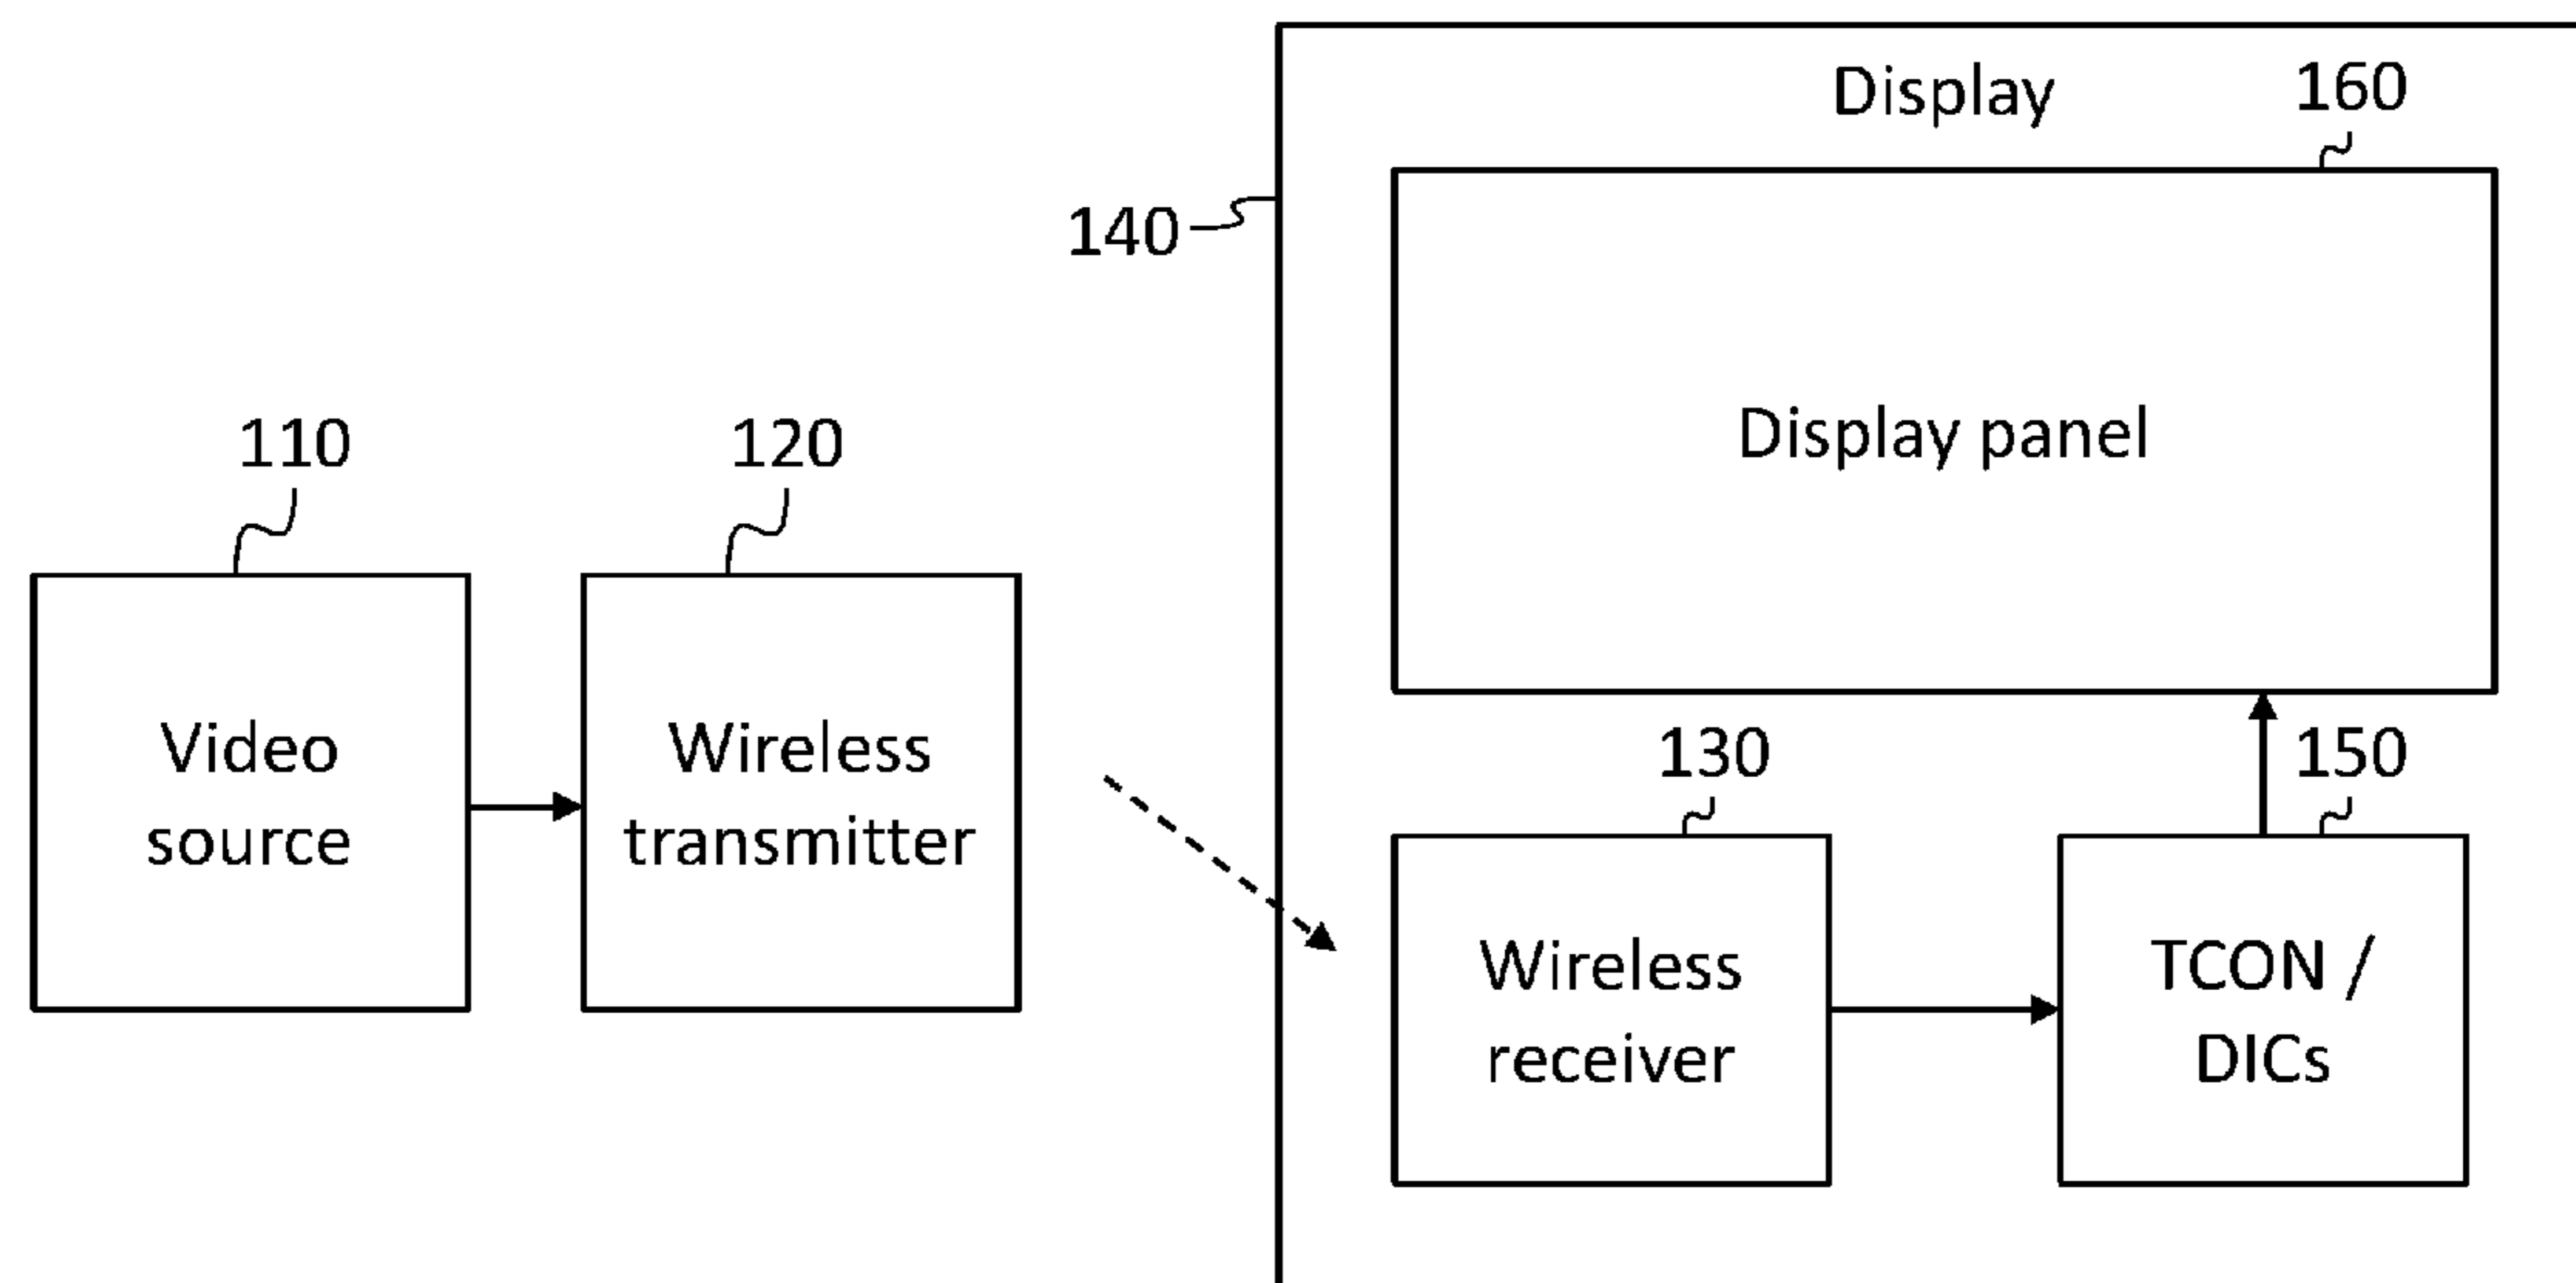 Display
160
140
Display panel
110
120
Video
source
Wireless
transmitter
130
150
Wireless
receiver
TCON /
DICs